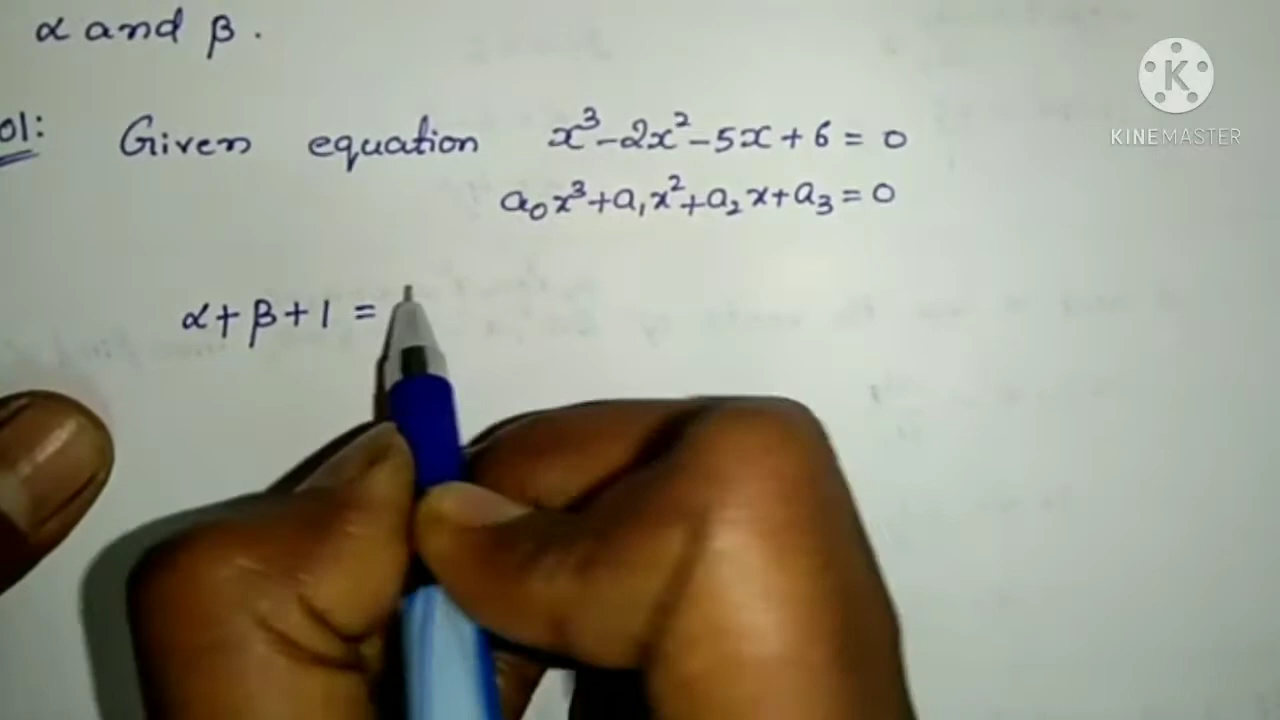 α and β.
KINEMASTER
ol: Given equation x³-2x²-5x+6=0
a₀x³+a₁x²+a₂x+a₃=0
α+β+1=